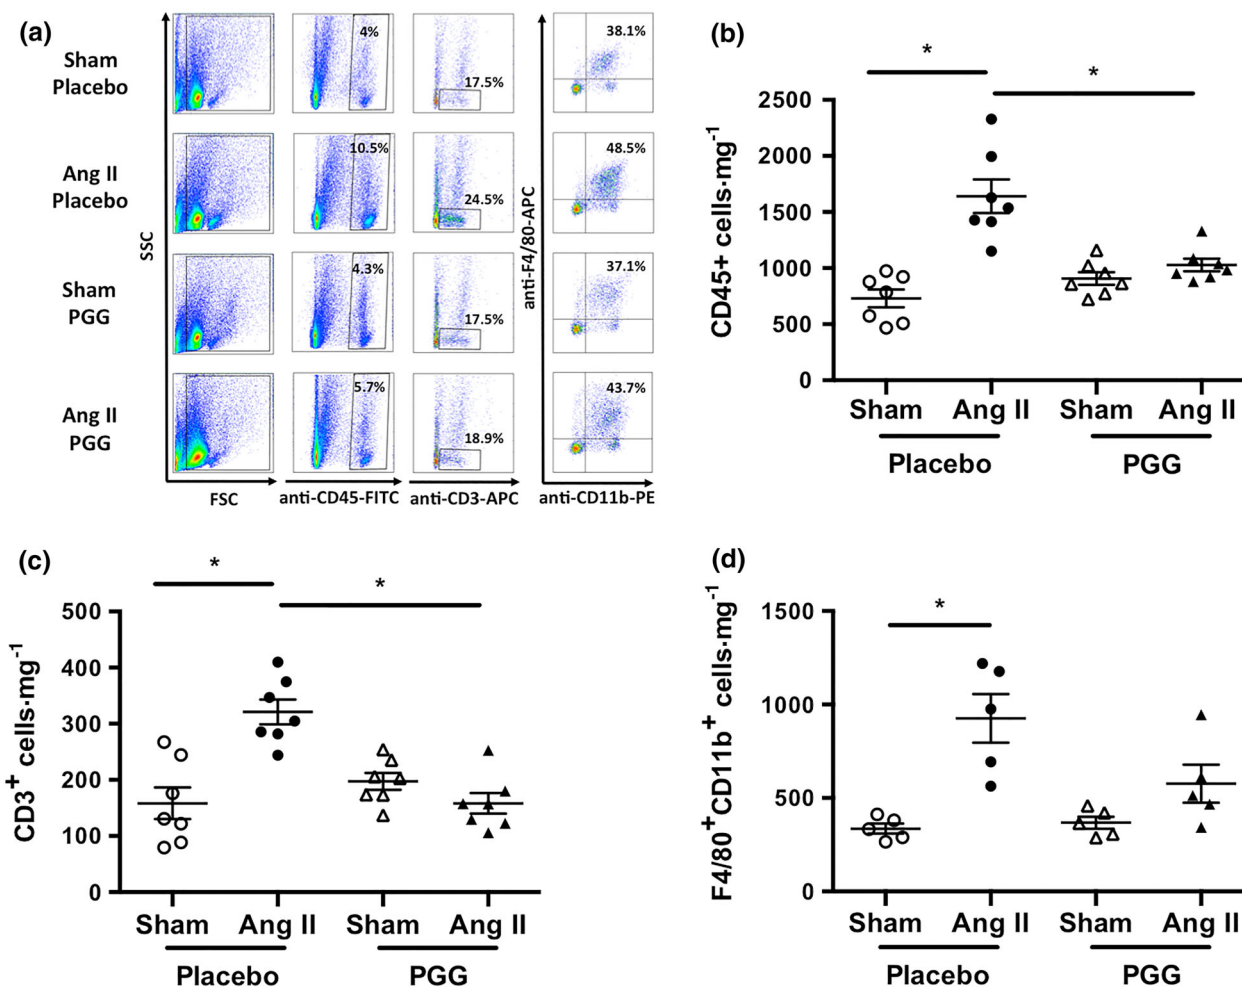 (a)
SSC
Sham
Placebo
4%
17.5%
38.1%
Ang II
Placebo
10.5%
24.5%
48.5%
Sham
PGG
4.3%
17.5%
37.1%
Ang II
PGG
5.7%
18.9%
43.7%
anti-F4/80-APC
FSC
anti-CD45-FITC
anti-CD3-APC
anti-CD11b-PE
(b)
*
*
CD45+ cells·mg⁻¹
2500
2000
1500
1000
500
0
Sham
Ang II
Sham
Ang II
Placebo
PGG
(c)
*
*
CD3⁺ cells·mg⁻¹
500
400
300
200
100
0
Sham
Ang II
Sham
Ang II
Placebo
PGG
(d)
*
F4/80⁺CD11b⁺ cells·mg⁻¹
1500
1000
500
0
Sham
Ang II
Sham
Ang II
Placebo
PGG